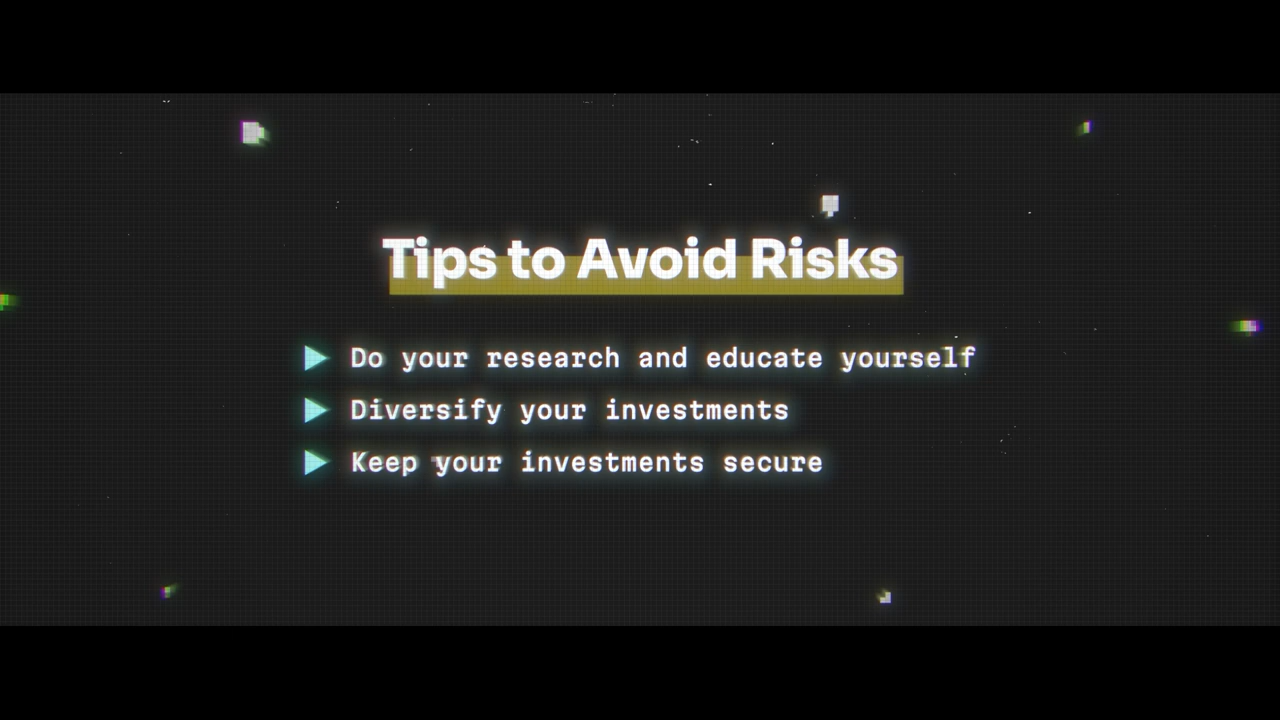 Tips to Avoid Risks
Do your research and educate yourself
Diversify your investments
Keep your investments secure